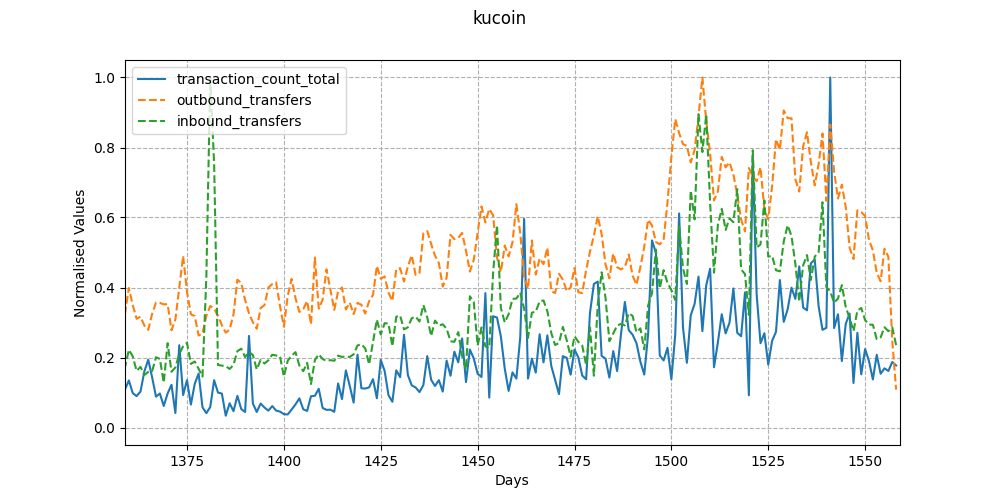 kucoin
transaction_count_total
outbound_transfers
inbound_transfers
Normalised Values
1.0
0.8
0.6
0.4
0.2
0.0
1375 1400 1425 1450 1475 1500 1525 1550
Days